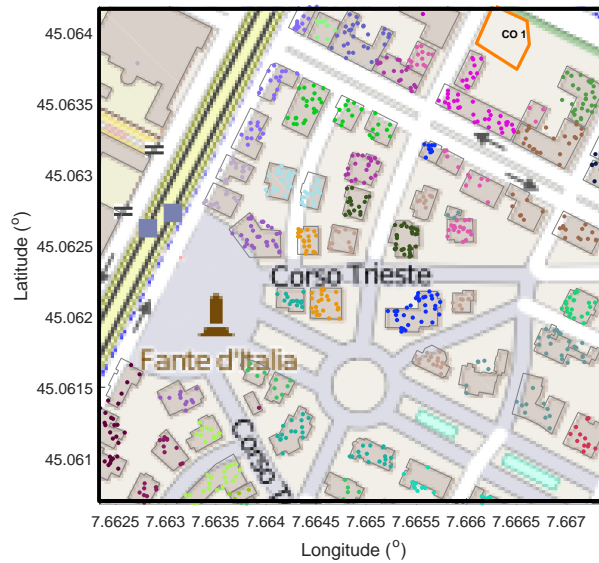 45.064
CO 1
45.0635
45.063
45.0625
Corso Trieste
45.062
Fante d'Italia
45.0615
45.061
Corso T
7.6625 7.663 7.6635 7.664 7.6645 7.665 7.6655 7.666 7.6665 7.667
Latitude (°)
Longitude (°)